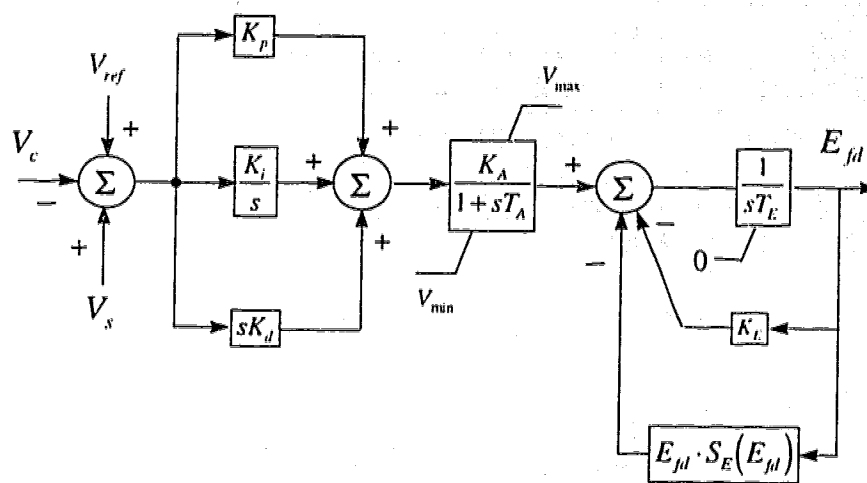 K_p
V_ref
V_max
+
+
V_c
Σ
K_i / s
+
Σ
K_A / 1 + sT_A
+
Σ
1 / sT_E
E_fd
−
+
+
−
−
0
V_s
sK_d
V_min
K_E
E_fd · S_E(E_fd)